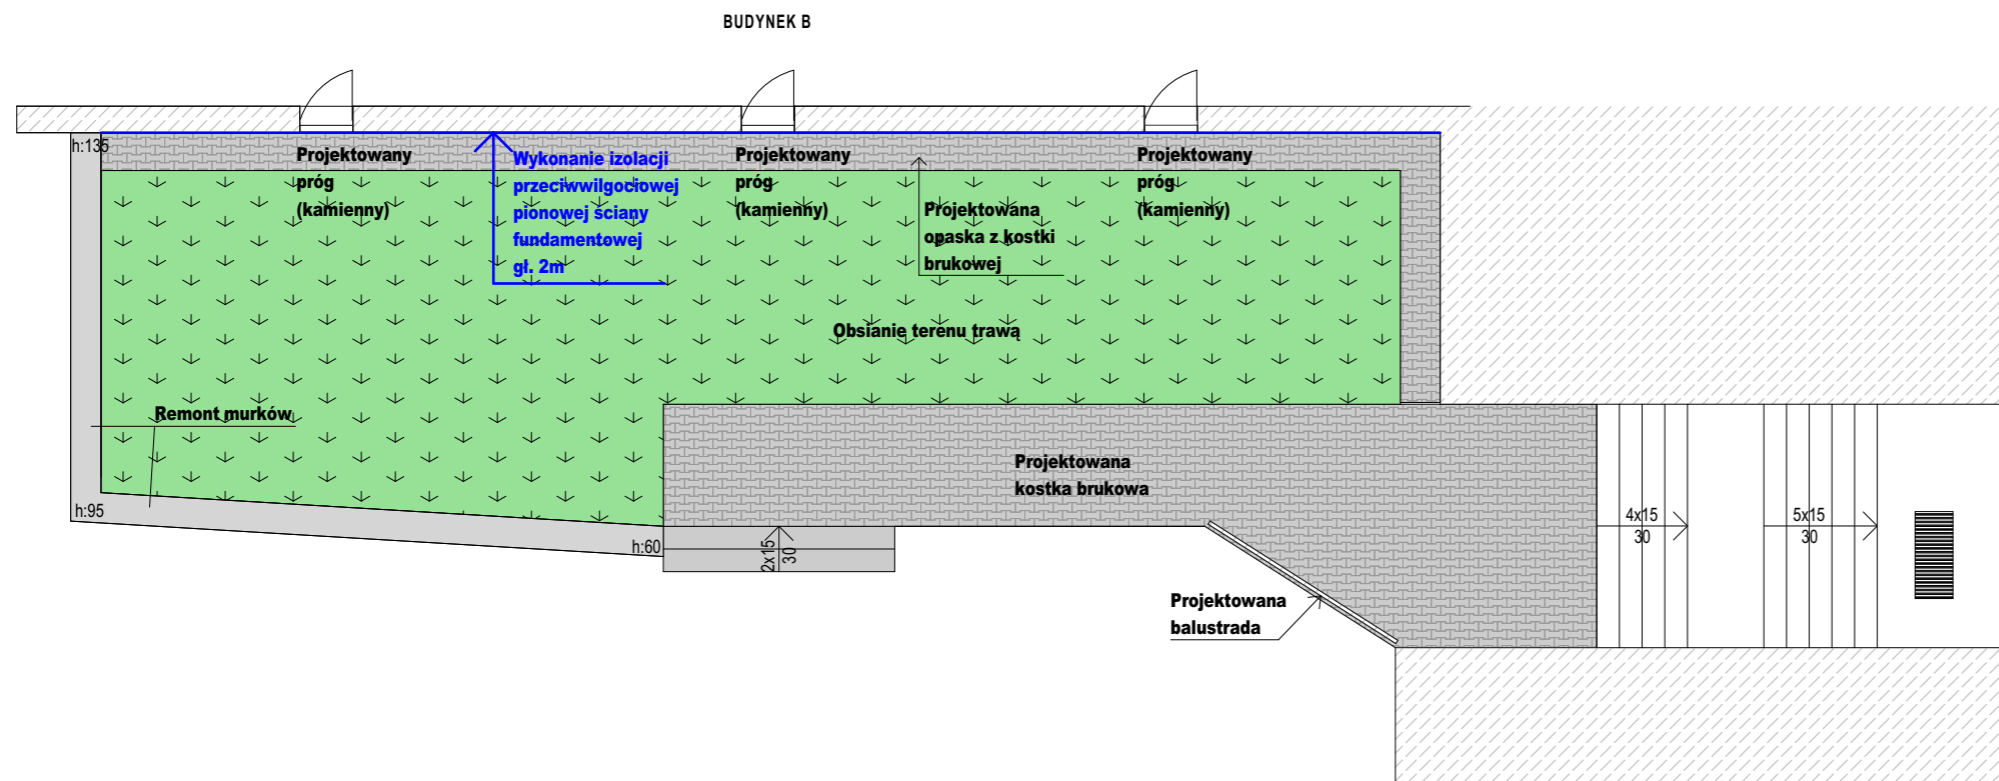 BUDYNEK B
h:135
Projektowany
próg
(kamienny)
Wykonanie izolacji
przeciwwilgociowej
pionowej ściany
fundamentowej
gł. 2m
Projektowany
próg
(kamienny)
Projektowana
opaska z kostki
brukowej
Projektowany
próg
(kamienny)
Obsianie terenu trawą
Remont murków
h:95
h:60
2x15
30
Projektowana
kostka brukowa
Projektowana
balustrada
4x15
30
5x15
30